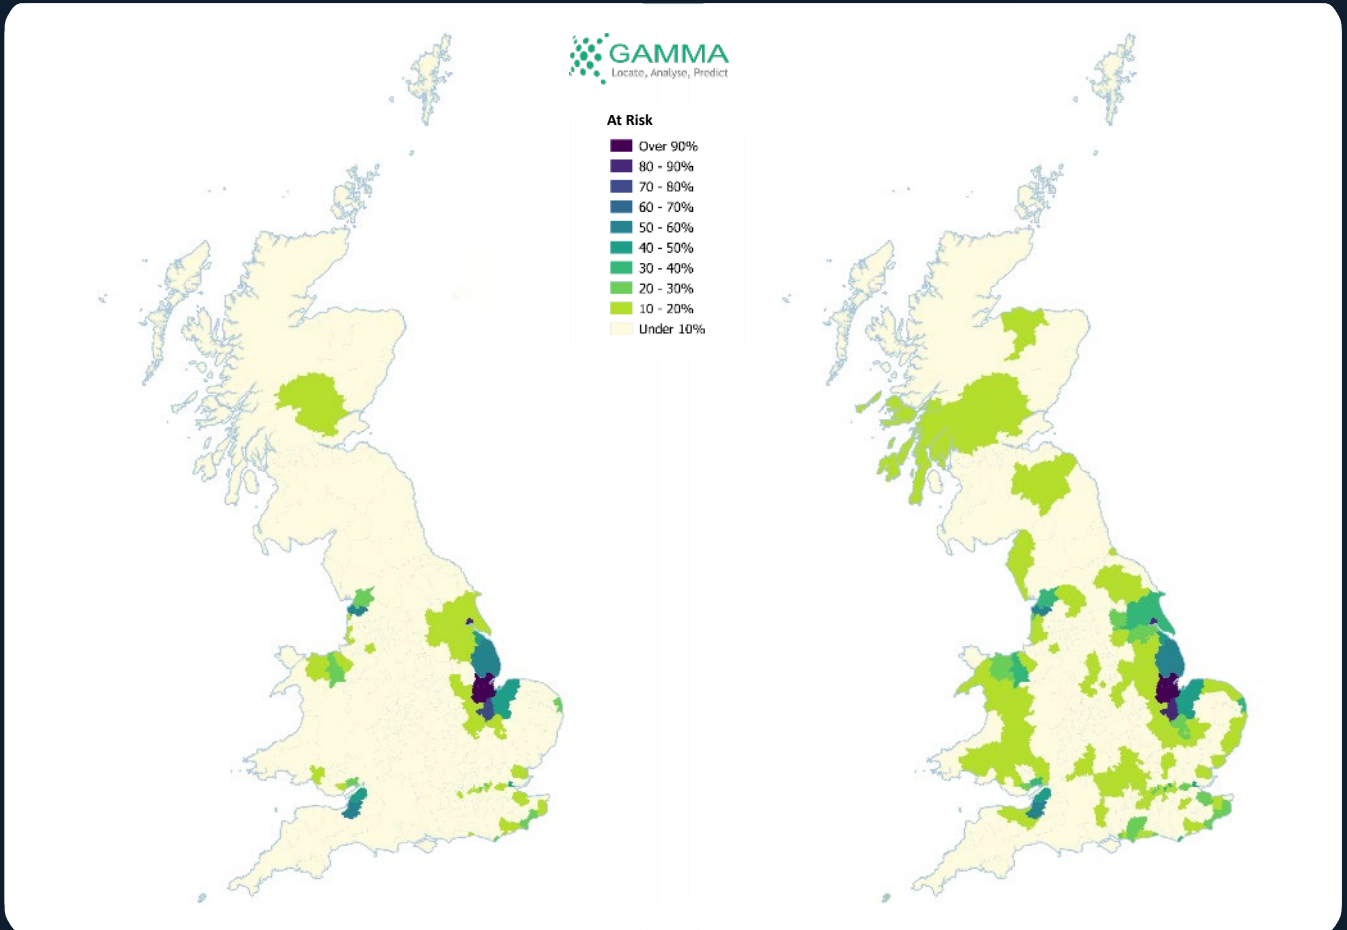 GAMMA
Locate, Analyse, Predict
At Risk
Over 90%
80 - 90%
70 - 80%
60 - 70%
50 - 60%
40 - 50%
30 - 40%
20 - 30%
10 - 20%
Under 10%